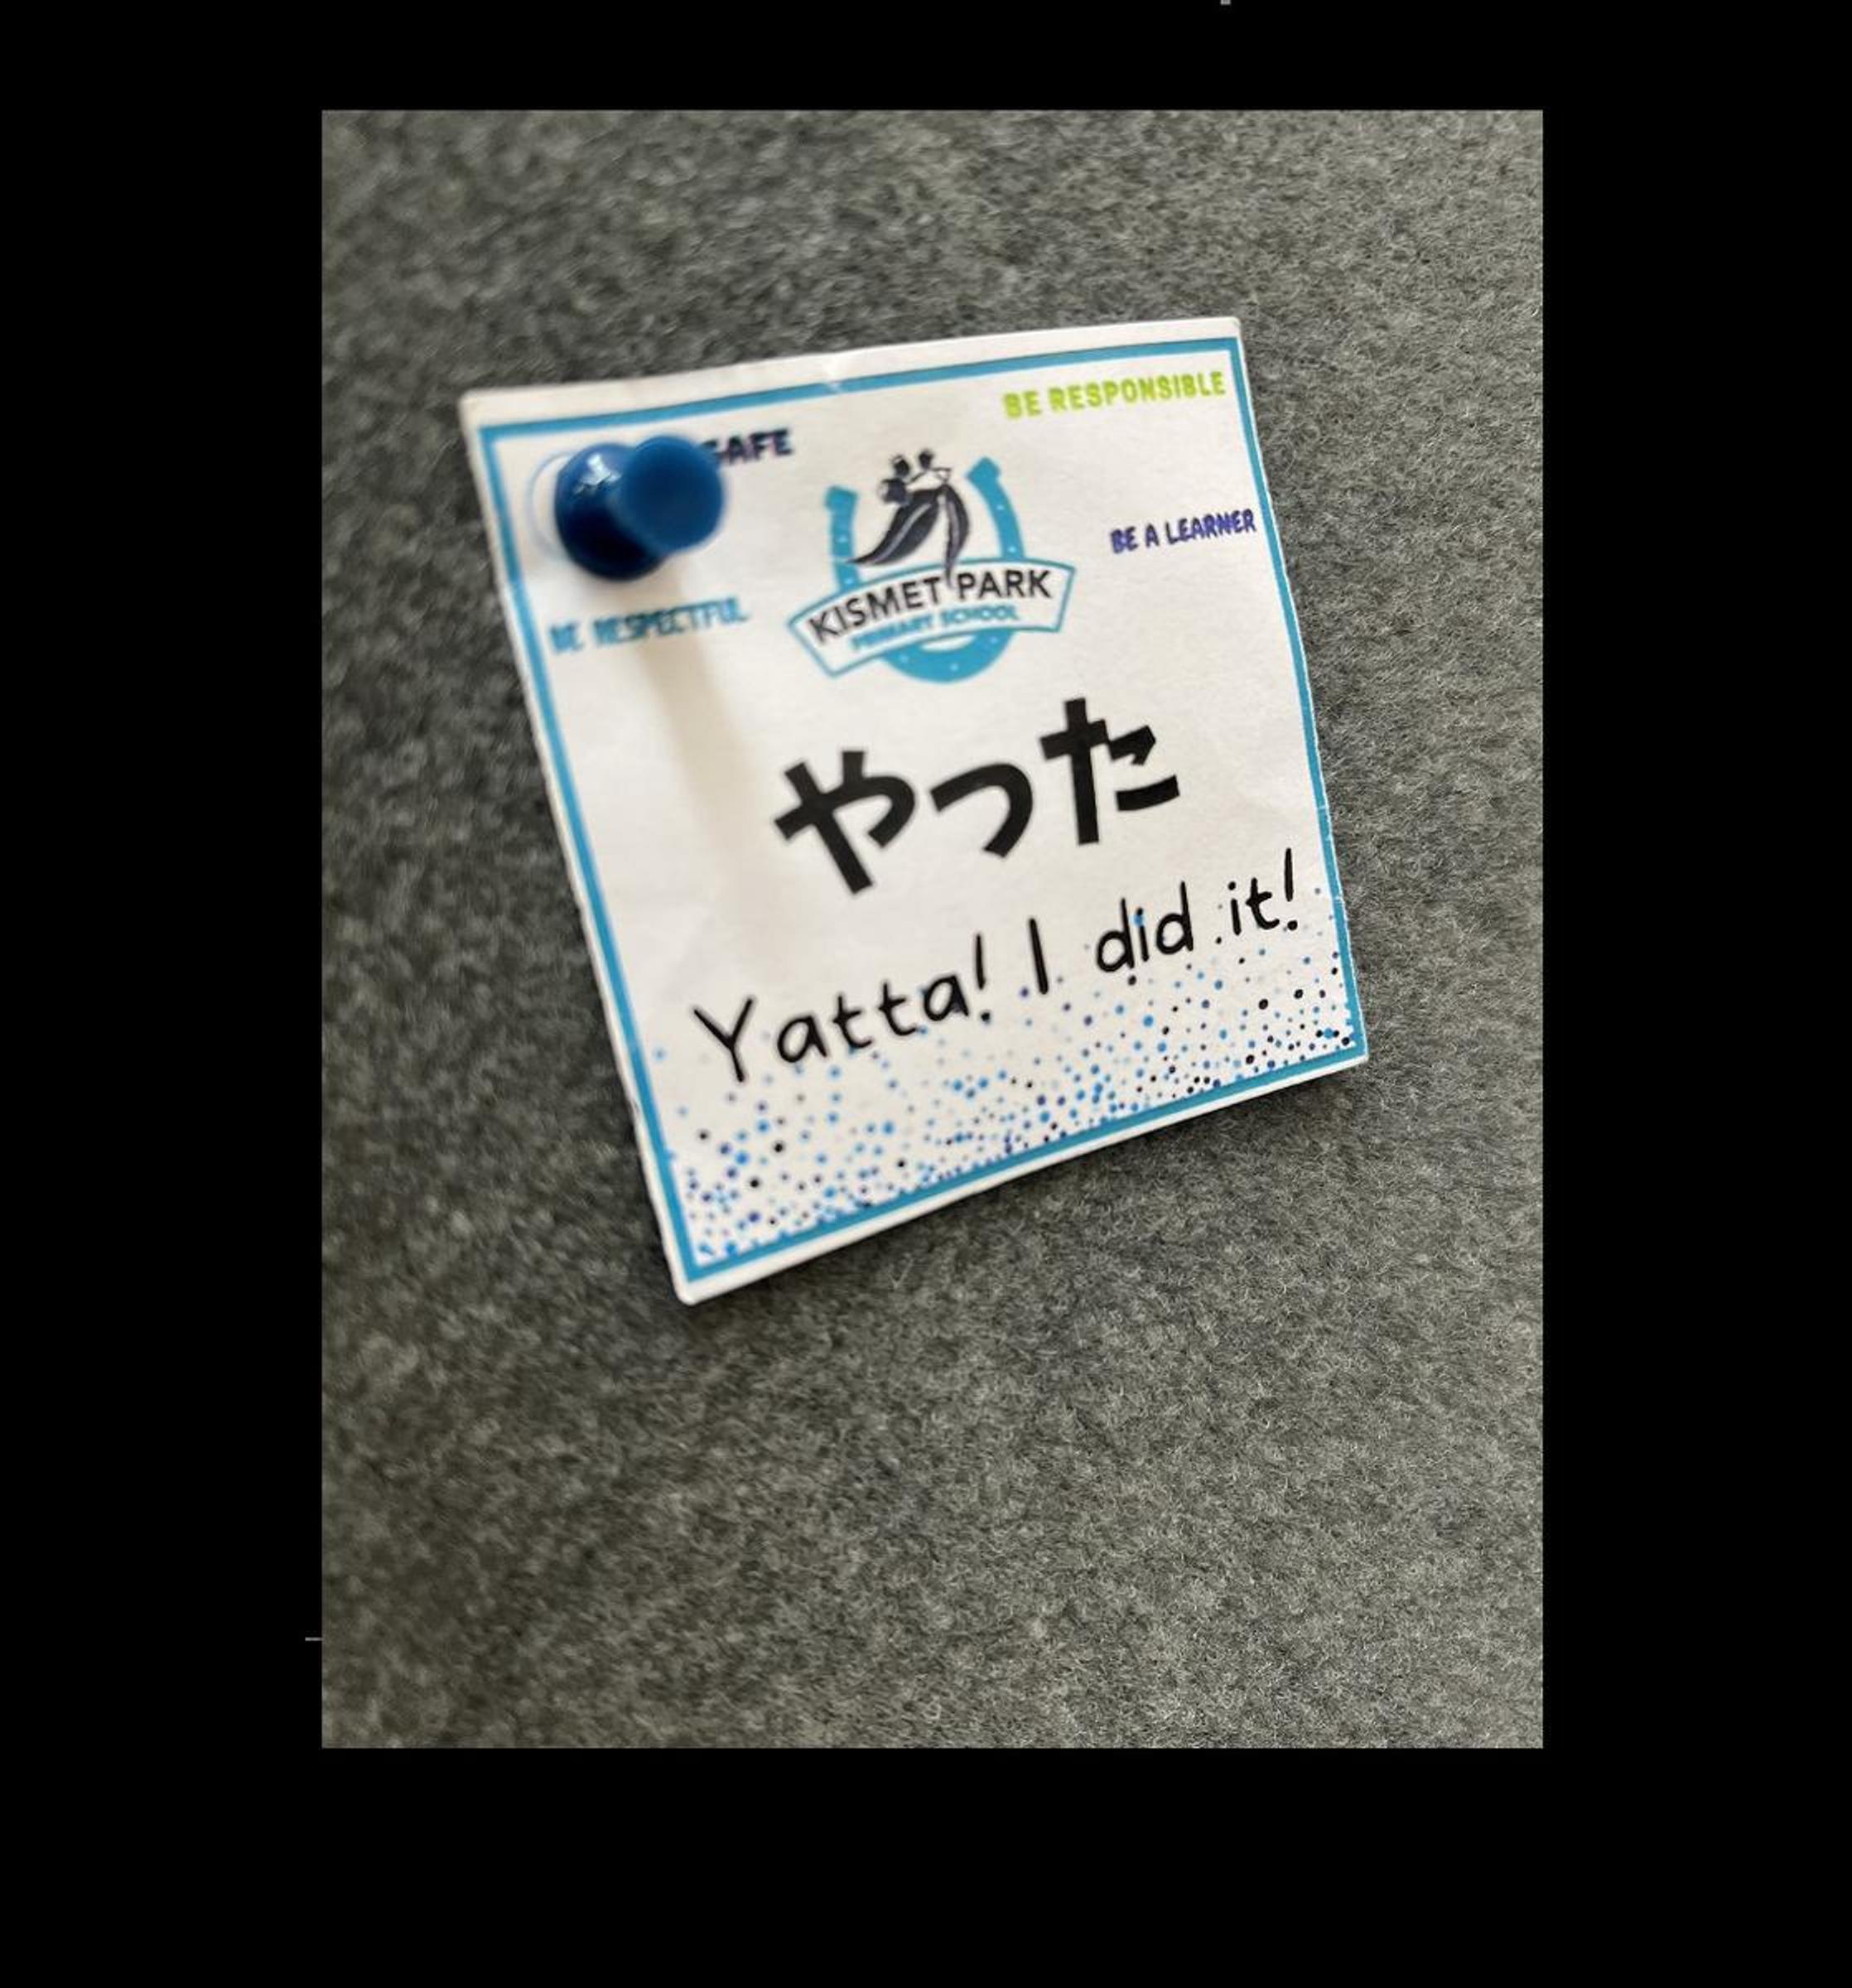 SAFE
BE RESPONSIBLE
BE A LEARNER
BE RESPECTFUL
KISMET PARK
PRIMARY SCHOOL
やった
Yatta! I did it!